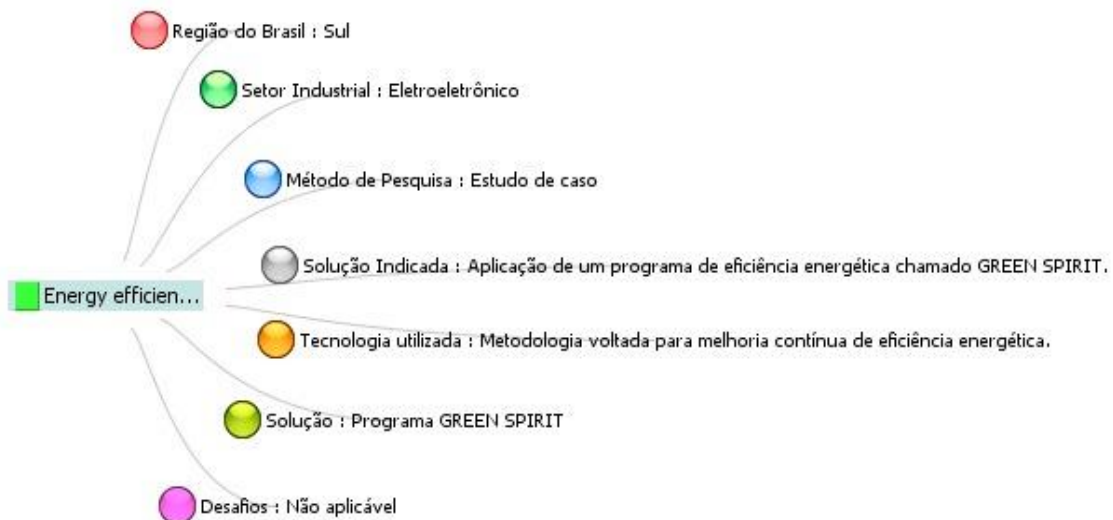 Região do Brasil : Sul
Setor Industrial : Eletroeletrônico
Método de Pesquisa : Estudo de caso
Solução Indicada : Aplicação de um programa de eficiência energética chamado GREEN SPIRIT.
Energy efficien...
Tecnologia utilizada : Metodologia voltada para melhoria contínua de eficiência energética.
Solução : Programa GREEN SPIRIT
Desafios : Não aplicável